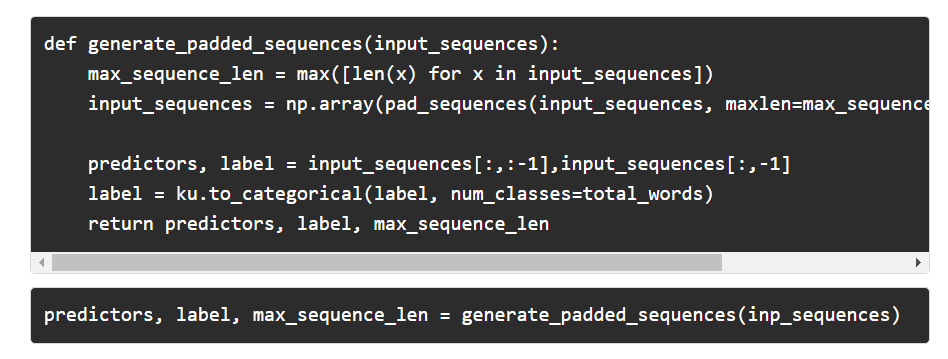 def generate_padded_sequences(input_sequences):
    max_sequence_len = max([len(x) for x in input_sequences])
    input_sequences = np.array(pad_sequences(input_sequences, maxlen=max_sequence
    predictors, label = input_sequences[:,:-1],input_sequences[:,-1]
    label = ku.to_categorical(label, num_classes=total_words)
    return predictors, label, max_sequence_len
predictors, label, max_sequence_len = generate_padded_sequences(inp_sequences)